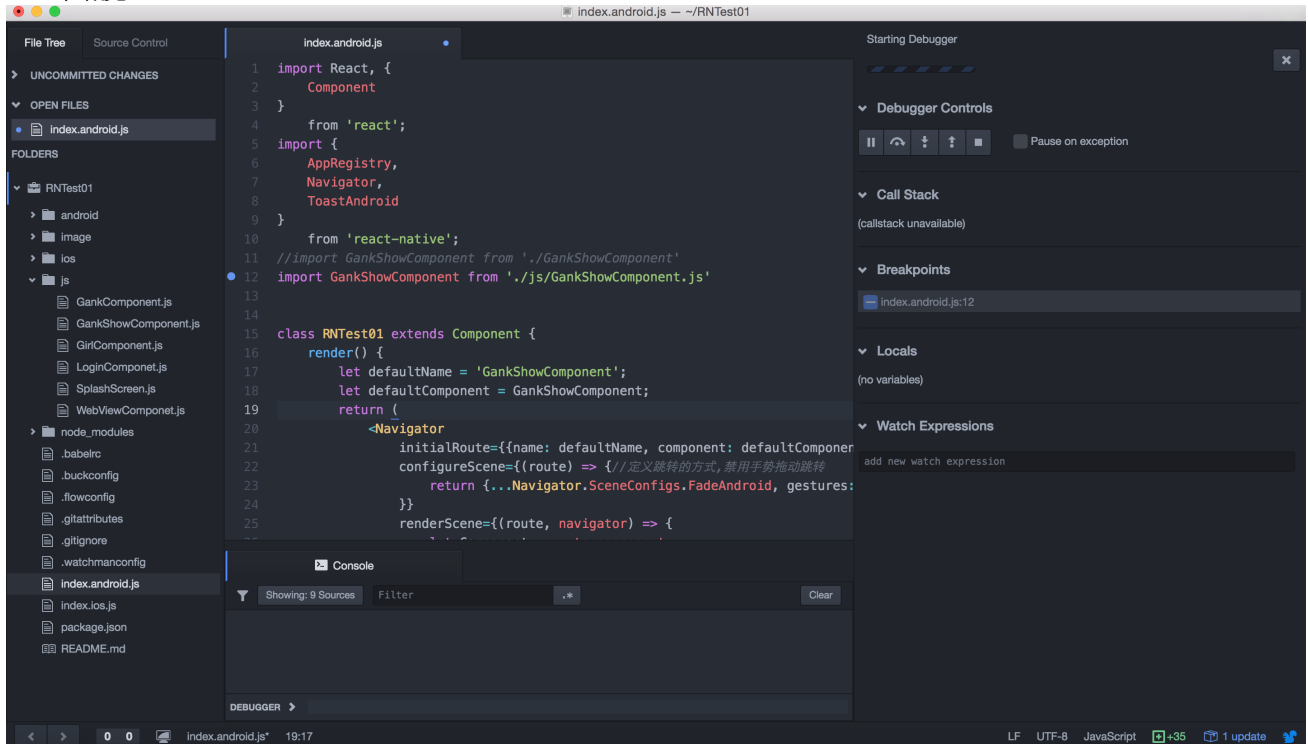 index.android.js — ~/RNTest01
File Tree
Source Control
UNCOMMITTED CHANGES
OPEN FILES
index.android.js
FOLDERS
RNTest01
android
image
ios
js
GankComponent.js
GankShowComponent.js
GirlComponent.js
LoginComponet.js
SplashScreen.js
WebViewComponet.js
node_modules
.babelrc
.buckconfig
.flowconfig
.gitattributes
.gitignore
.watchmanconfig
index.android.js
index.ios.js
package.json
README.md
index.android.js
1 import React, {
2 Component
3 }
4 from 'react';
5 import {
6 AppRegistry,
7 Navigator,
8 ToastAndroid
9 }
10 from 'react-native';
11 //import GankShowComponent from './GankShowComponent'
12 import GankShowComponent from './js/GankShowComponent.js'
13
14
15 class RNTest01 extends Component {
16 render() {
17 let defaultName = 'GankShowComponent';
18 let defaultComponent = GankShowComponent;
19 return (
20 <Navigator
21 initialRoute={{name: defaultName, component: defaultComponen
22 configureScene={(route) => {//定义跳转的方式,禁用手势拖动跳转
23 return {...Navigator.SceneConfigs.FadeAndroid, gestures:
24 }}
25 renderScene={(route, navigator) => {
Console
Showing: 9 Sources
Filter
.*
Clear
DEBUGGER
Starting Debugger
Debugger Controls
Pause on exception
Call Stack
(callstack unavailable)
Breakpoints
index.android.js:12
Locals
(no variables)
Watch Expressions
add new watch expression
0 0 index.android.js* 19:17
LF UTF-8 JavaScript +35 1 update